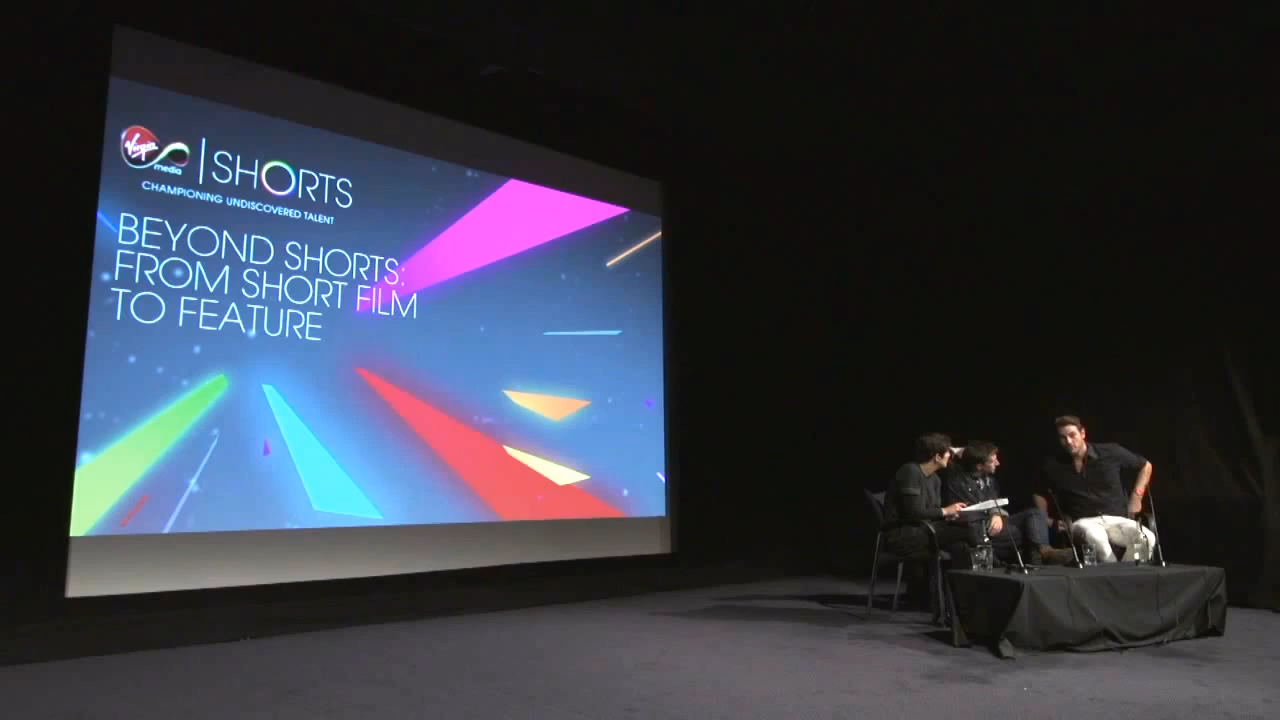 Virgin
media
SHORTS
CHAMPIONING UNDISCOVERED TALENT
BEYOND SHORTS:
FROM SHORT FILM
TO FEATURE